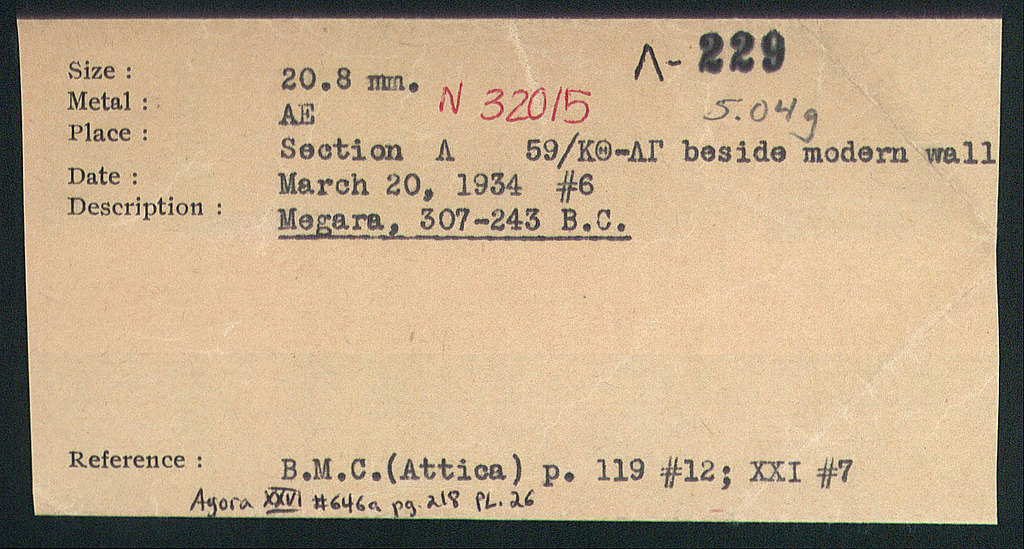 Λ-229
Size : 20.8 mm.
Metal : AE N 32015 5.04g
Place : Section Λ 59/ΚΘ-ΛΓ beside modern wall
Date : March 20, 1934 #6
Description : Megara, 307-243 B.C.
Reference : B.M.C.(Attica) p. 119 #12; XXI #7
Agora XXVI #646a pg. 218 PL. 26